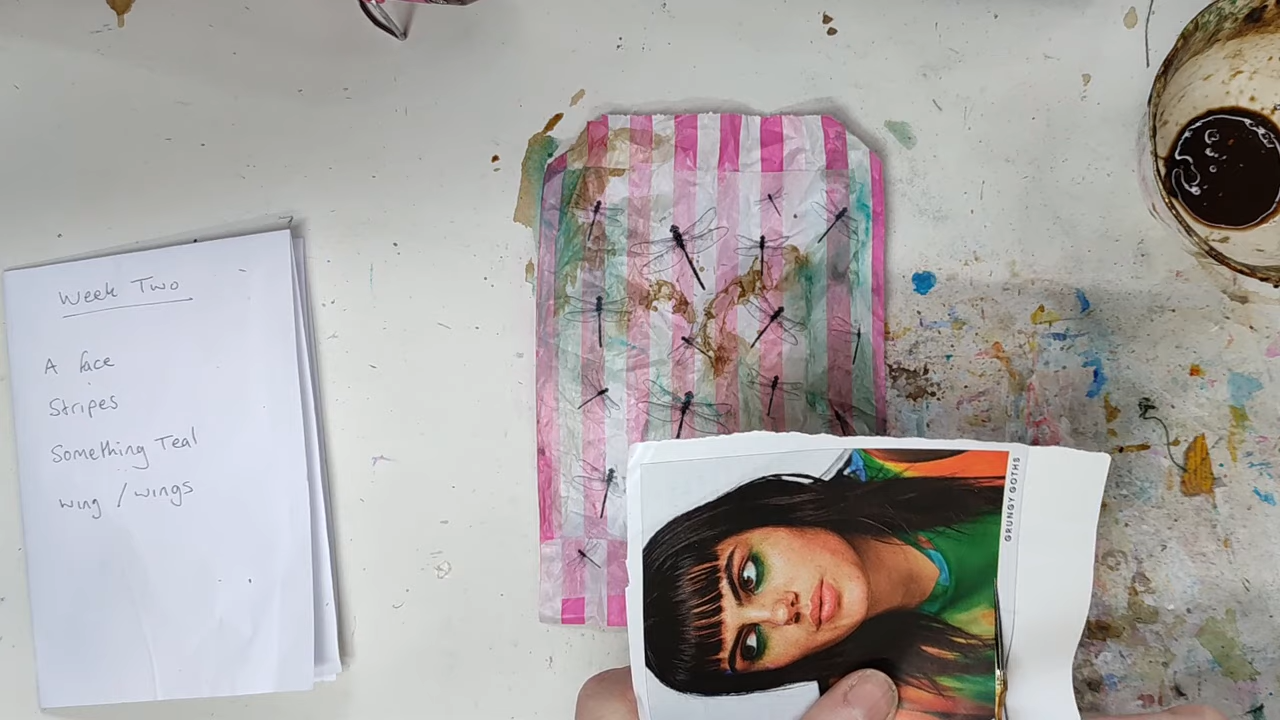 Week Two
A face
Stripes
Something Teal
wing / wings
GRUNGY GOTHS